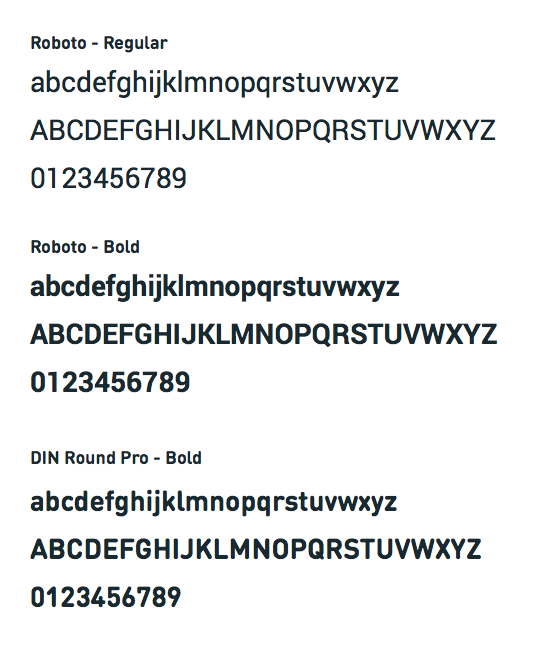 Roboto - Regular
abcdefghijklmnopqrstuvwxyz
ABCDEFGHIJKLMNOPQRSTUVWXYZ
0123456789
Roboto - Bold
abcdefghijklmnopqrstuvwxyz
ABCDEFGHIJKLMNOPQRSTUVWXYZ
0123456789
DIN Round Pro - Bold
abcdefghijklmnopqrstuvwxyz
ABCDEFGHIJKLMNOPQRSTUVWXYZ
0123456789